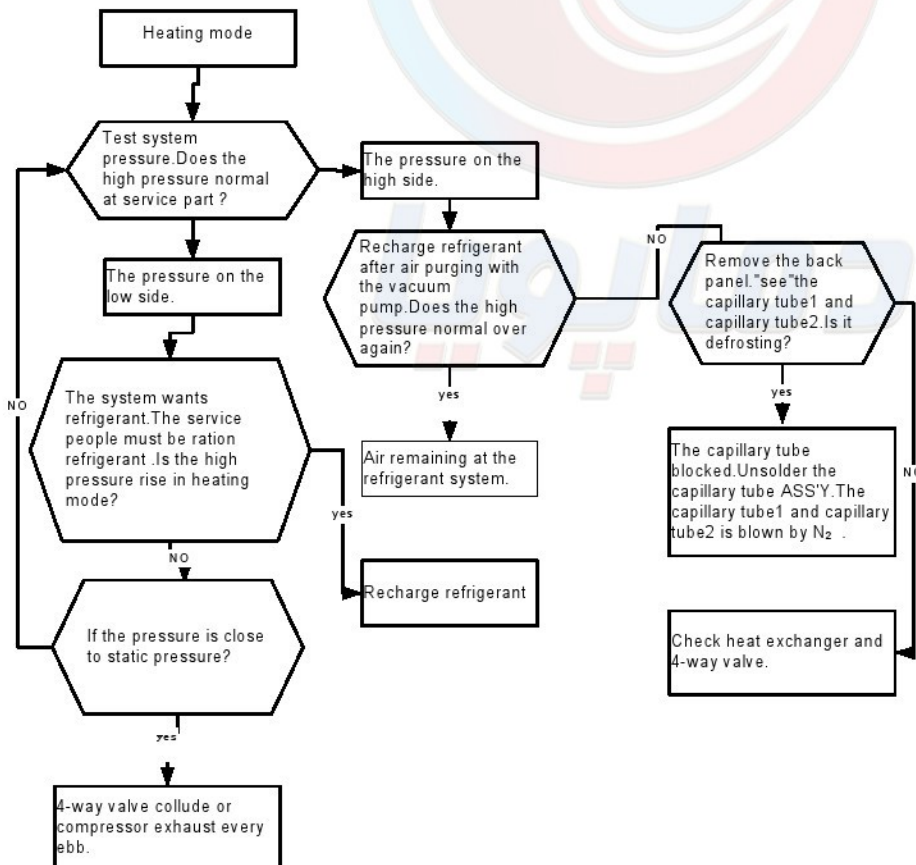 Heating mode
Test system
pressure.Does the
high pressure normal
at service part ?
The pressure on the
high side.
The pressure on the
low side.
Recharge refrigerant
after air purging with
the vacuum
pump.Does the high
pressure normal over
again?
NO
Remove the back
panel."see"the
capillary tube1 and
capillary tube2.Is it
defrosting?
NO
The system wants
refrigerant.The service
people must be ration
refrigerant .Is the high
pressure rise in heating
mode?
yes
yes
Air remaining at the
refrigerant system.
The capillary tube
blocked.Unsolder the
capillary tube ASS'Y.The
capillary tube1 and capillary
tube2 is blown by N₂ .
NO
yes
NO
Recharge refrigerant
If the pressure is close
to static pressure?
Check heat exchanger and
4-way valve.
yes
4-way valve collude or
compressor exhaust every
ebb.
دماپویا